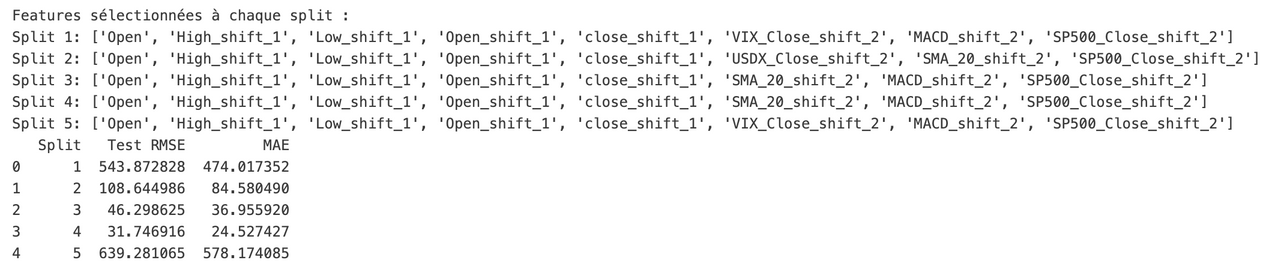 Features sélectionnées à chaque split :
Split 1: ['Open', 'High_shift_1', 'Low_shift_1', 'Open_shift_1', 'close_shift_1', 'VIX_Close_shift_2', 'MACD_shift_2', 'SP500_Close_shift_2']
Split 2: ['Open', 'High_shift_1', 'Low_shift_1', 'Open_shift_1', 'close_shift_1', 'USDX_Close_shift_2', 'SMA_20_shift_2', 'SP500_Close_shift_2']
Split 3: ['Open', 'High_shift_1', 'Low_shift_1', 'Open_shift_1', 'close_shift_1', 'SMA_20_shift_2', 'MACD_shift_2', 'SP500_Close_shift_2']
Split 4: ['Open', 'High_shift_1', 'Low_shift_1', 'Open_shift_1', 'close_shift_1', 'SMA_20_shift_2', 'MACD_shift_2', 'SP500_Close_shift_2']
Split 5: ['Open', 'High_shift_1', 'Low_shift_1', 'Open_shift_1', 'close_shift_1', 'VIX_Close_shift_2', 'MACD_shift_2', 'SP500_Close_shift_2']
Split Test RMSE MAE
0 1 543.872828 474.017352
1 2 108.644986 84.580490
2 3 46.298625 36.955920
3 4 31.746916 24.527427
4 5 639.281065 578.174085